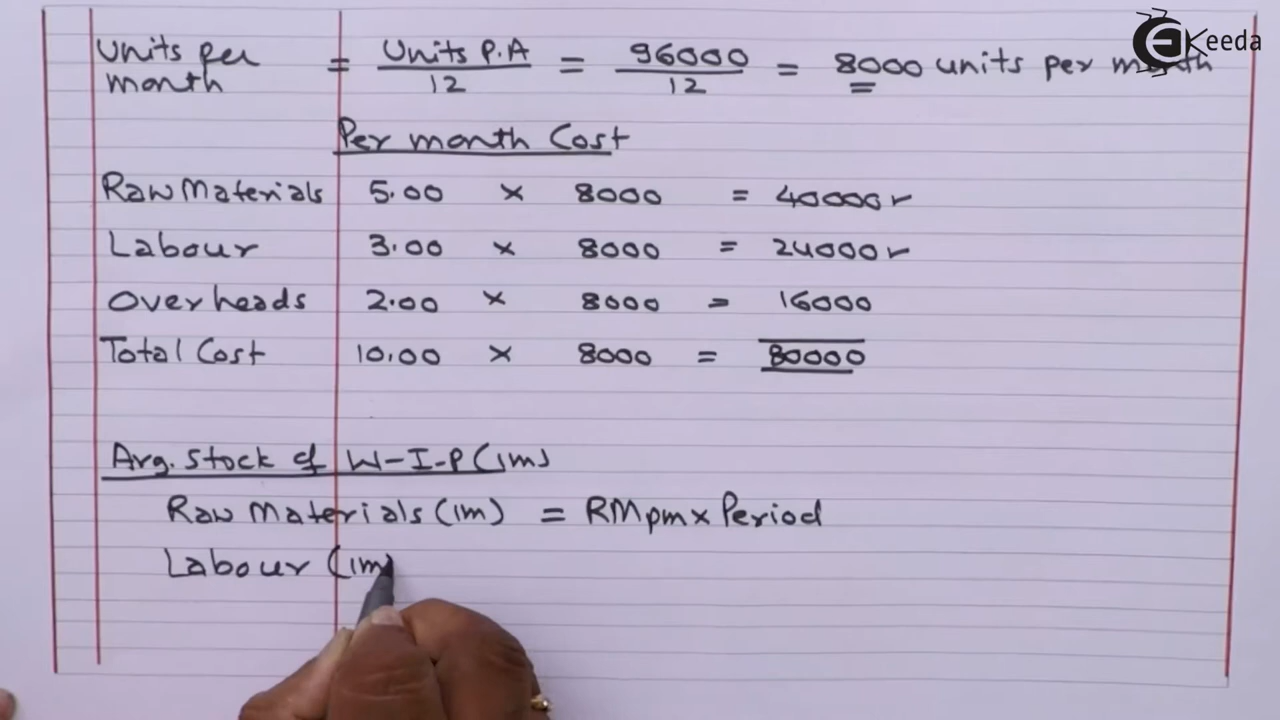 Units per month = Units P.A / 12 = 96000 / 12 = 8000 units per month
EKeeda
Per month Cost
Raw Materials 5.00 × 8000 = 40000
Labour 3.00 × 8000 = 24000
Overheads 2.00 × 8000 = 16000
Total Cost 10.00 × 8000 = 80000
Avg. Stock of W-I-P (1m)
Raw Materials (1m) = RMpm × Period
Labour (1m)